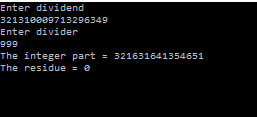 Enter dividend
321310009713296349
Enter divider
999
The integer part = 321631641354651
The residue = 0